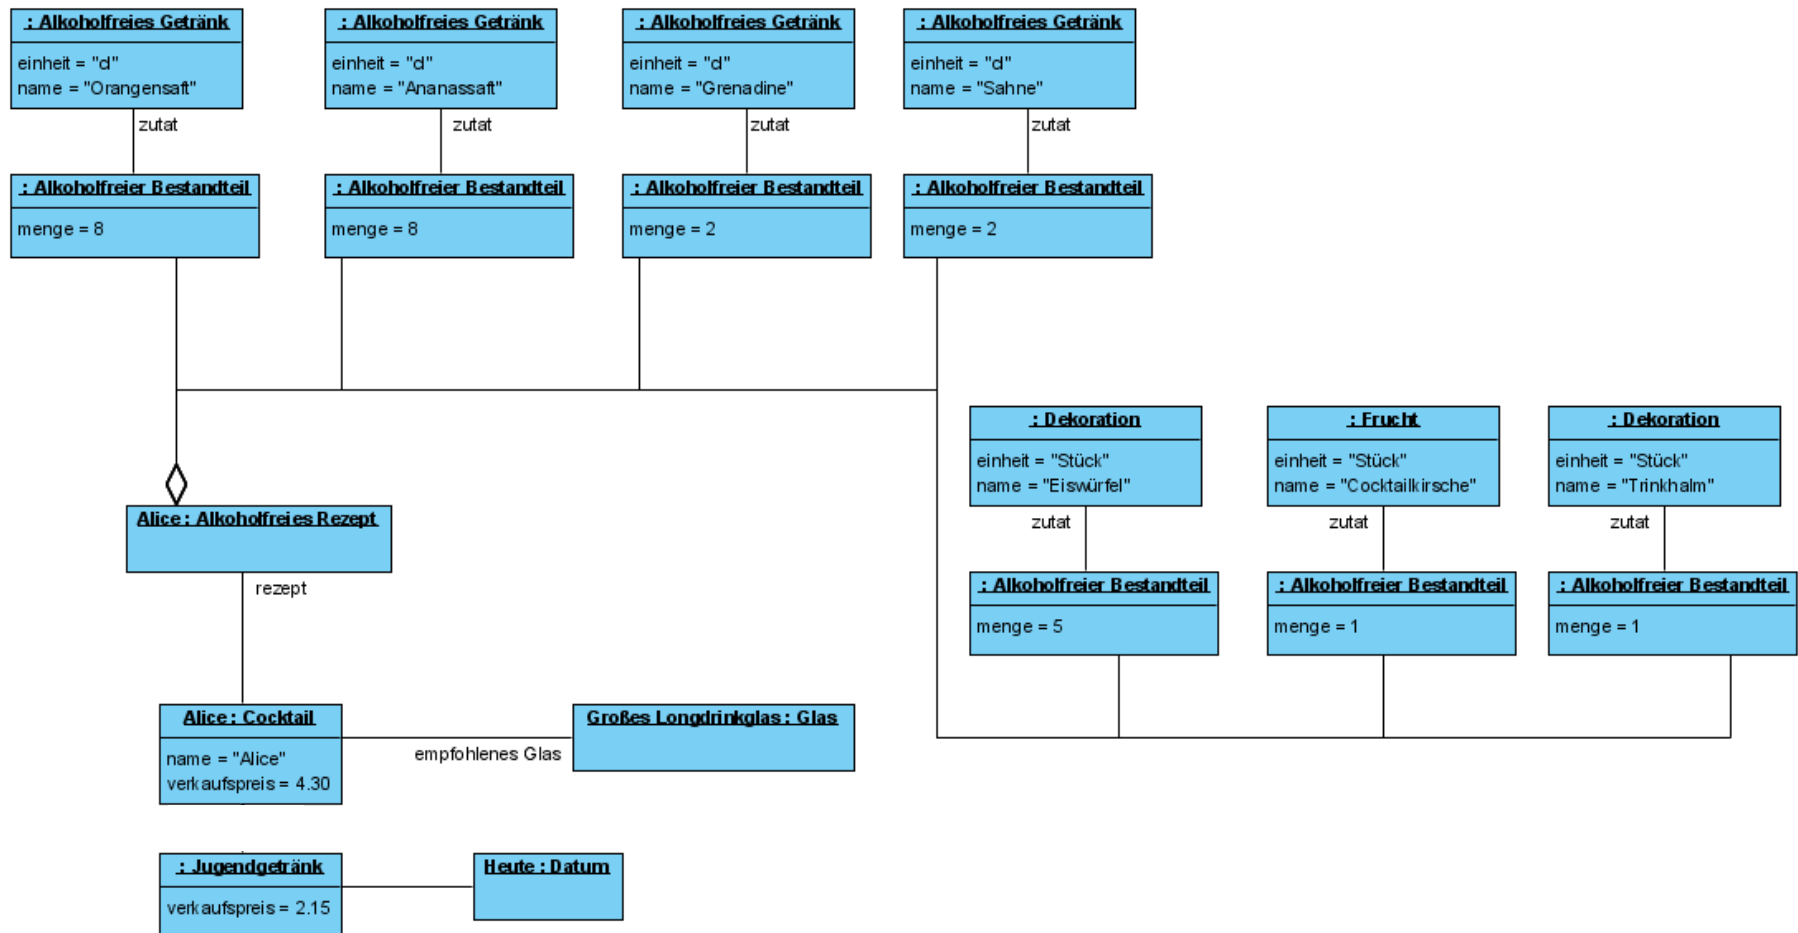 : Alkoholfreies Getränk
einheit = "cl"
name = "Orangensaft"
zutat
: Alkoholfreies Getränk
einheit = "cl"
name = "Ananassaft"
zutat
: Alkoholfreies Getränk
einheit = "cl"
name = "Grenadine"
zutat
: Alkoholfreies Getränk
einheit = "cl"
name = "Sahne"
zutat
: Alkoholfreier Bestandteil
menge = 8
: Alkoholfreier Bestandteil
menge = 8
: Alkoholfreier Bestandteil
menge = 2
: Alkoholfreier Bestandteil
menge = 2
: Dekoration
einheit = "Stück"
name = "Eiswürfel"
zutat
: Frucht
einheit = "Stück"
name = "Cocktailkirsche"
zutat
: Dekoration
einheit = "Stück"
name = "Trinkhalm"
zutat
Alice : Alkoholfreies Rezept
rezept
: Alkoholfreier Bestandteil
menge = 5
: Alkoholfreier Bestandteil
menge = 1
: Alkoholfreier Bestandteil
menge = 1
Alice : Cocktail
name = "Alice"
verkaufspreis = 4.30
empfohlenes Glas
Großes Longdrinkglas : Glas
: Jugendgetränk
verkaufspreis = 2.15
Heute : Datum